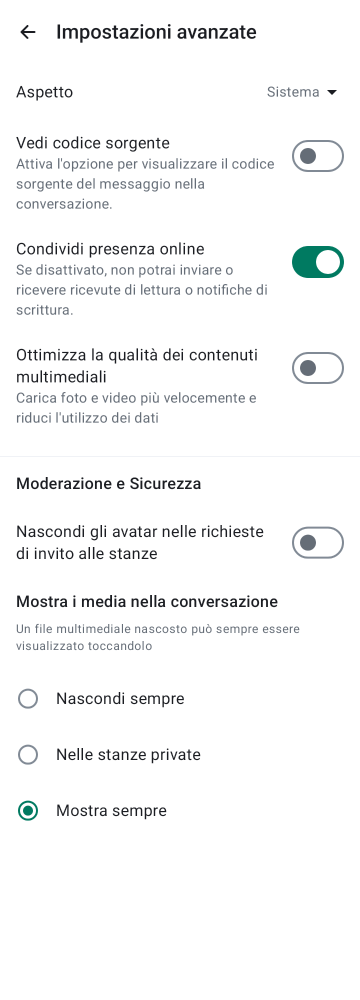 Impostazioni avanzate
Aspetto
Sistema
Vedi codice sorgente
Attiva l'opzione per visualizzare il codice
sorgente del messaggio nella
conversazione.
Condividi presenza online
Se disattivato, non potrai inviare o
ricevere ricevute di lettura o notifiche di
scrittura.
Ottimizza la qualità dei contenuti
multimediali
Carica foto e video più velocemente e
riduci l'utilizzo dei dati
Moderazione e Sicurezza
Nascondi gli avatar nelle richieste
di invito alle stanze
Mostra i media nella conversazione
Un file multimediale nascosto può sempre essere
visualizzato toccandolo
Nascondi sempre
Nelle stanze private
Mostra sempre